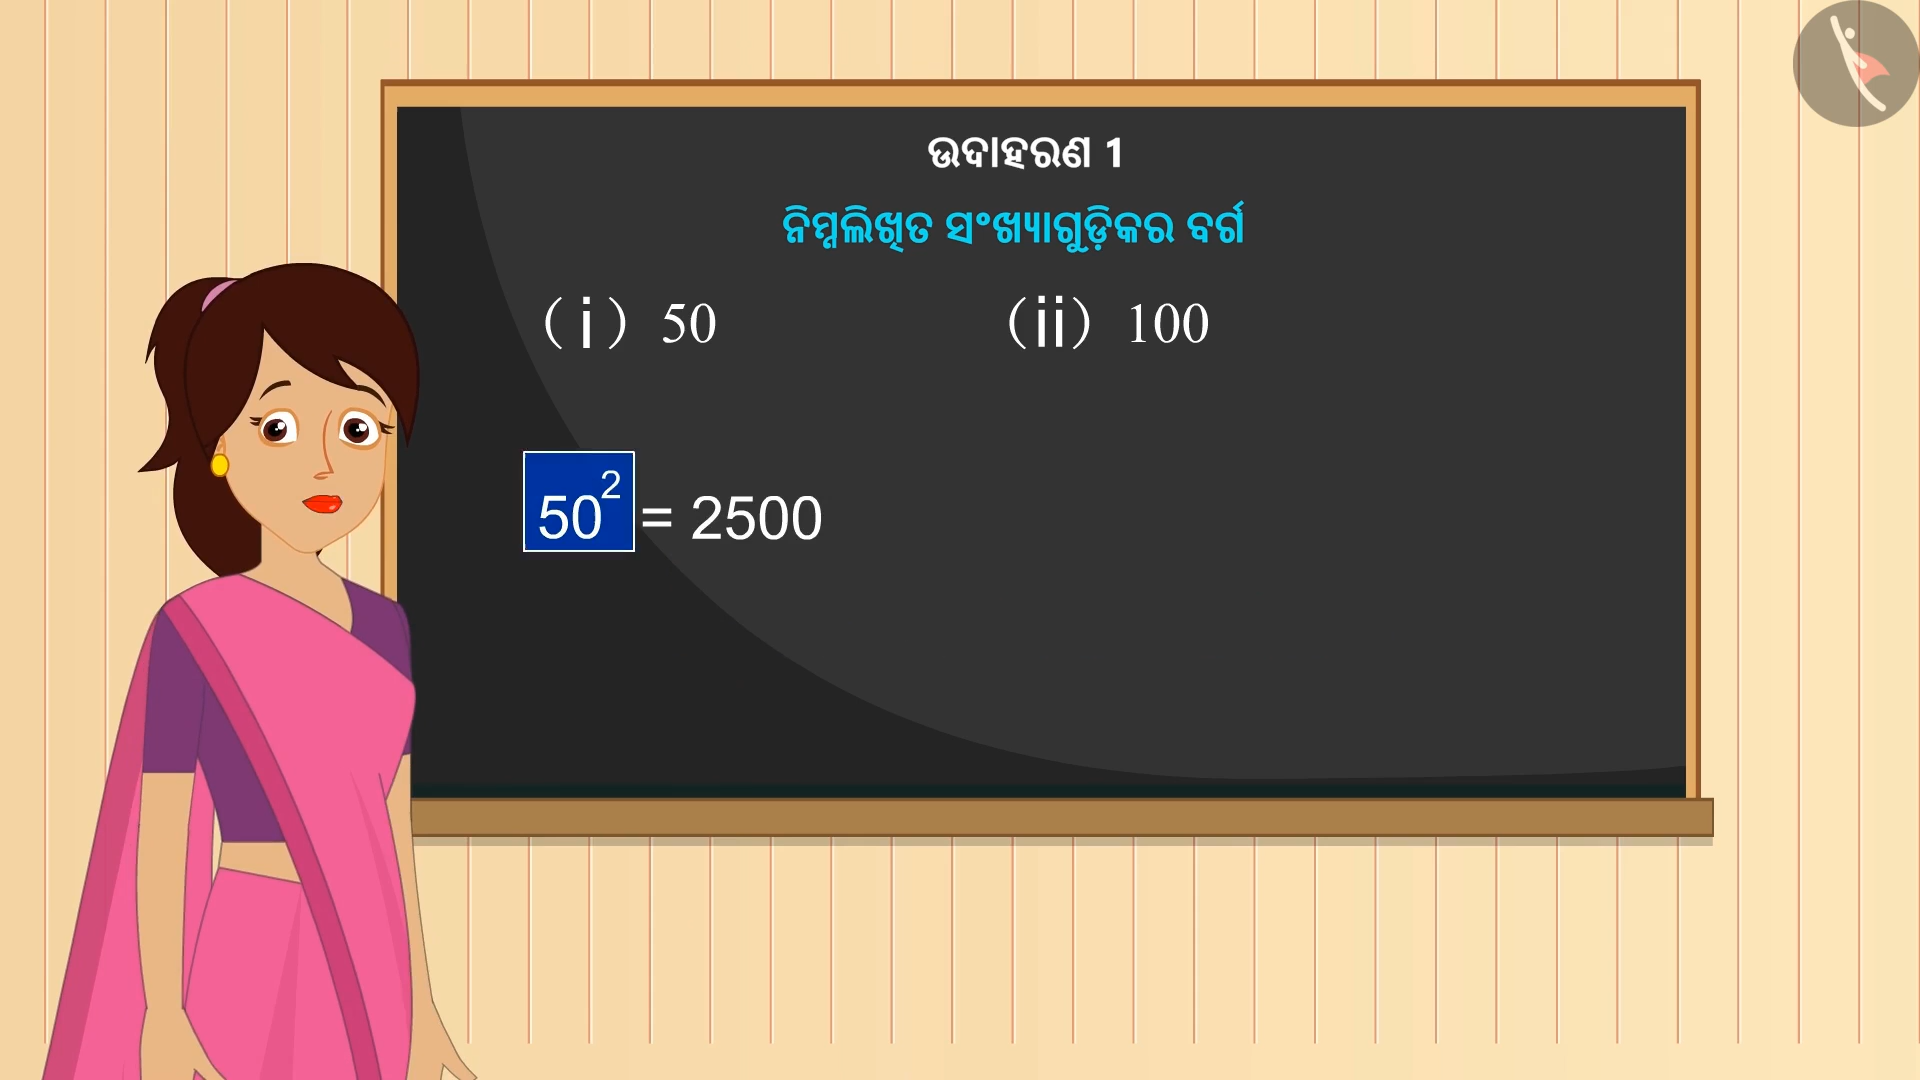 ଉଦାହରଣ 1
ନିମ୍ନଲିଖିତ ସଂଖ୍ୟାଗୁଡ଼ିକର ବର୍ଗ
(i) 50 (ii) 100
50² = 2500